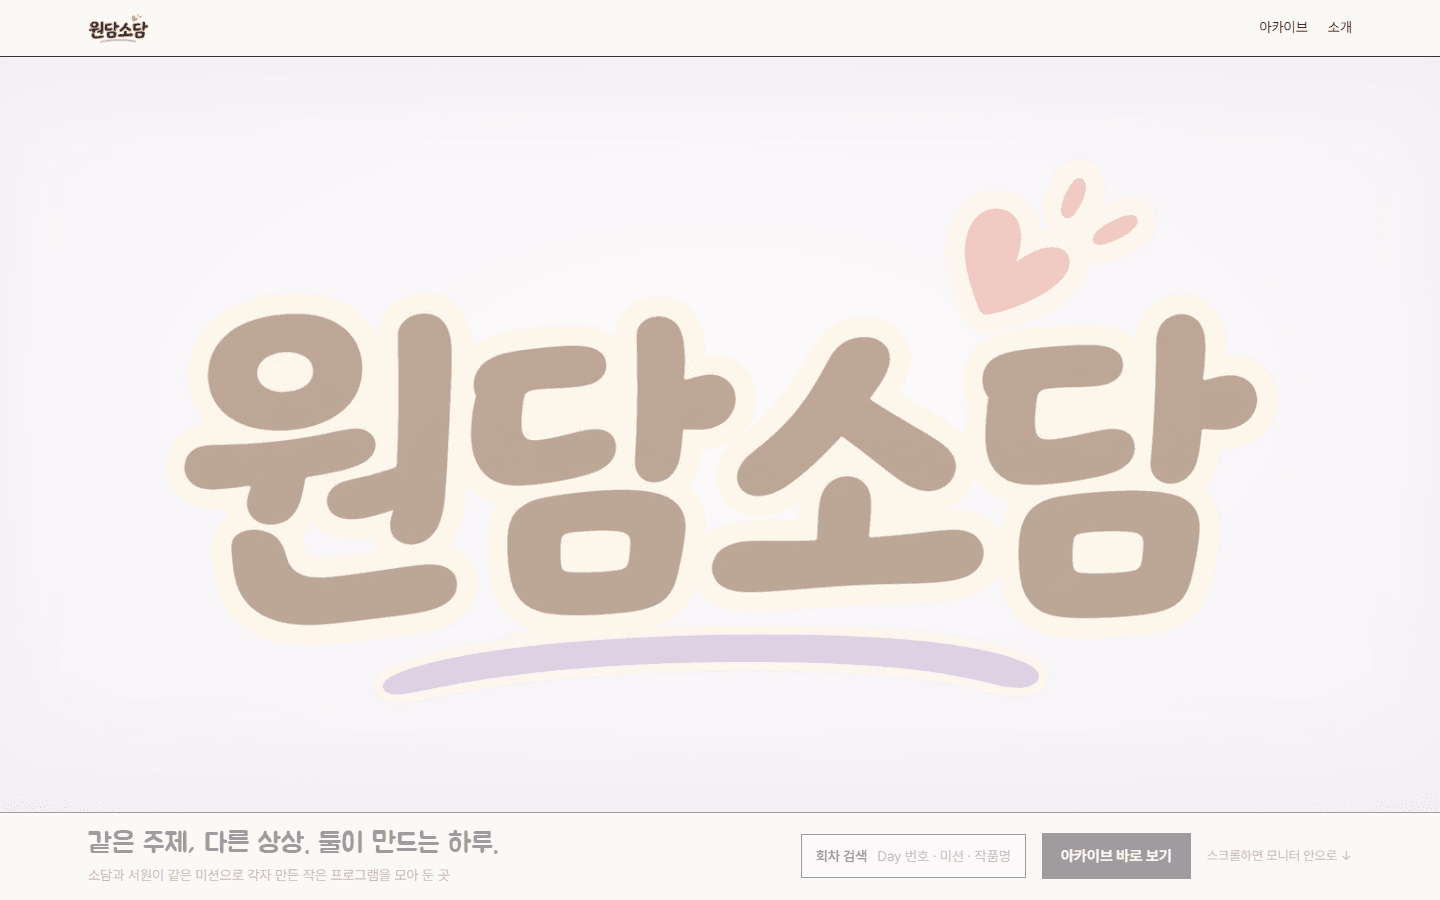 원담소담
아카이브 소개
원담소담
같은 주제, 다른 상상. 둘이 만드는 하루.
소담과 서원이 같은 미션으로 각자 만든 작은 프로그램을 모아 둔 곳
회차 검색 Day 번호 · 미션 · 작품명
아카이브 바로 보기
스크롤하면 모니터 안으로 ↓